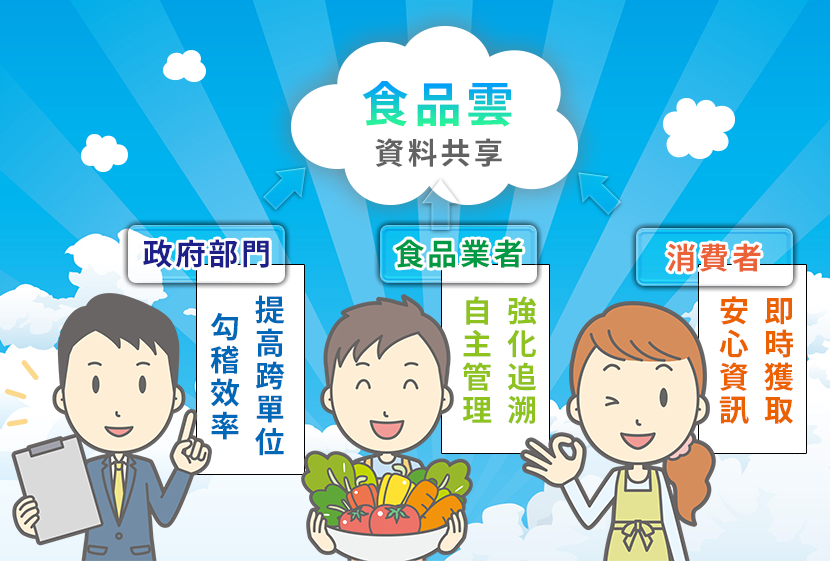 食品雲
資料共享
政府部門
提高跨單位
勾稽效率
食品業者
強化追溯
自主管理
消費者
即時獲取
安心資訊